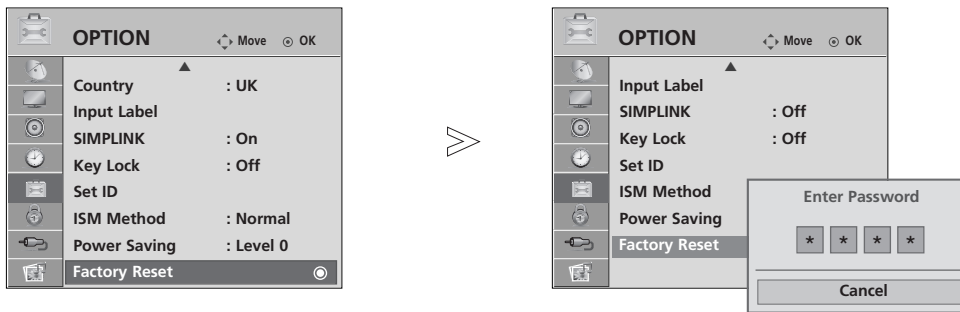 OPTION Move OK
Country : UK
Input Label
SIMPLINK : On
Key Lock : Off
Set ID
ISM Method : Normal
Power Saving : Level 0
Factory Reset
OPTION Move OK
Input Label
SIMPLINK : Off
Key Lock : Off
Set ID
ISM Method
Power Saving
Factory Reset
Enter Password
* * * *
Cancel